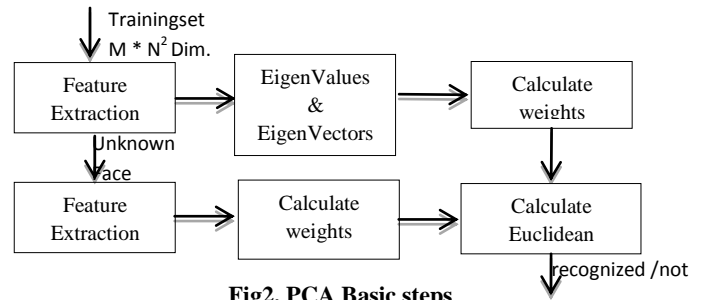 Trainingset
M * N² Dim.
Feature
Extraction
EigenValues
&
EigenVectors
Calculate
weights
Unknown
Face
Feature
Extraction
Calculate
weights
Calculate
Euclidean
recognized /not
Fig2. PCA Basic steps